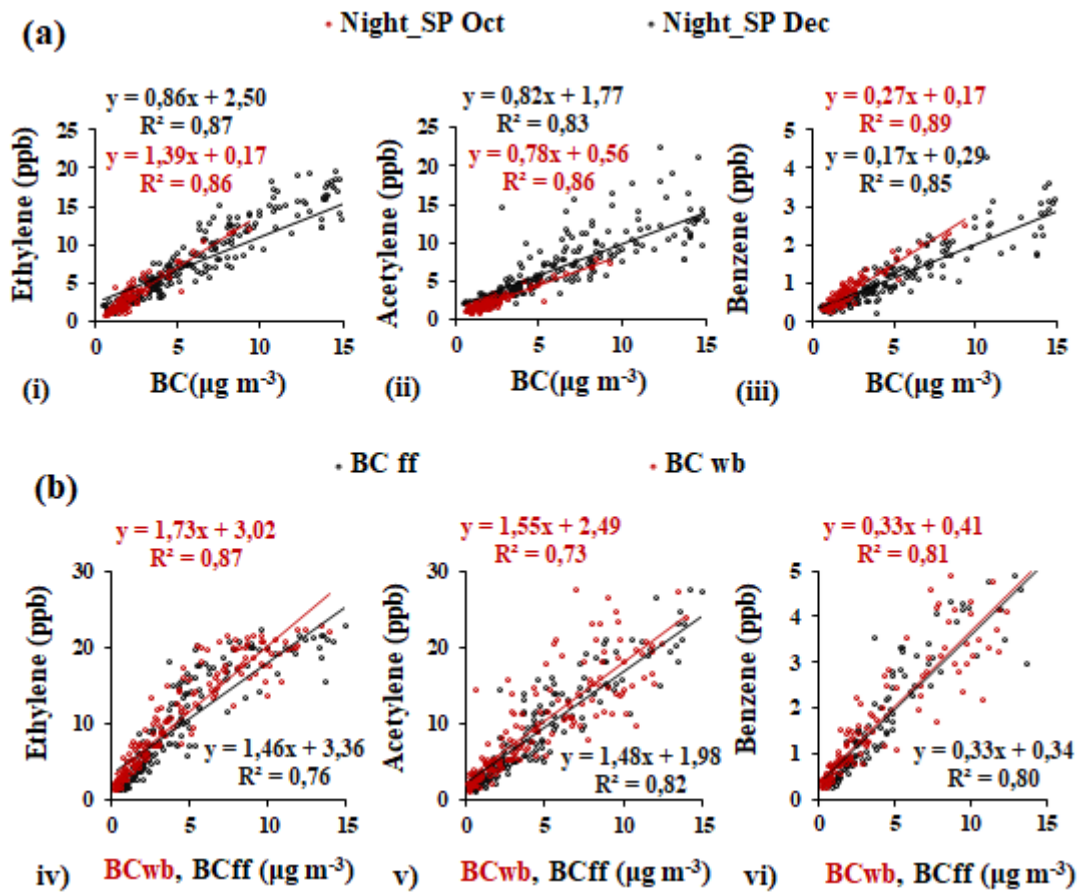 (a)
Night_SP Oct
Night_SP Dec
y = 0,86x + 2,50
R² = 0,87
y = 1,39x + 0,17
R² = 0,86
Ethylene (ppb)
25
20
15
10
5
0
0 5 10 15
BC(μg m⁻³)
(i)
y = 0,82x + 1,77
R² = 0,83
y = 0,78x + 0,56
R² = 0,86
Acetylene (ppb)
25
20
15
10
5
0
0 5 10 15
BC(μg m⁻³)
(ii)
y = 0,27x + 0,17
R² = 0,89
y = 0,17x + 0,29
R² = 0,85
Benzene (ppb)
5
4
3
2
1
0
0 5 10 15
BC(μg m⁻³)
(iii)
(b)
BC ff
BC wb
y = 1,73x + 3,02
R² = 0,87
Ethylene (ppb)
30
20
10
0
y = 1,46x + 3,36
R² = 0,76
0 5 10 15
iv)
BCwb, BCff (μg m⁻³)
y = 1,55x + 2,49
R² = 0,73
Acetylene (ppb)
30
20
10
0
y = 1,48x + 1,98
R² = 0,82
0 5 10 15
v)
BCwb, BCff (μg m⁻³)
y = 0,33x + 0,41
R² = 0,81
Benzene (ppb)
5
4
3
2
1
0
y = 0,33x + 0,34
R² = 0,80
0 5 10 15
vi)
BCwb, BCff (μg m⁻³)